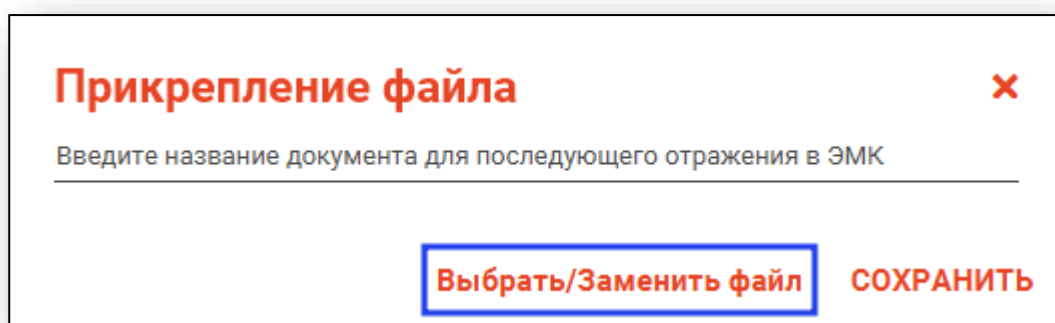 Прикрепление файла
Введите название документа для последующего отражения в ЭМК
Выбрать/Заменить файл СОХРАНИТЬ